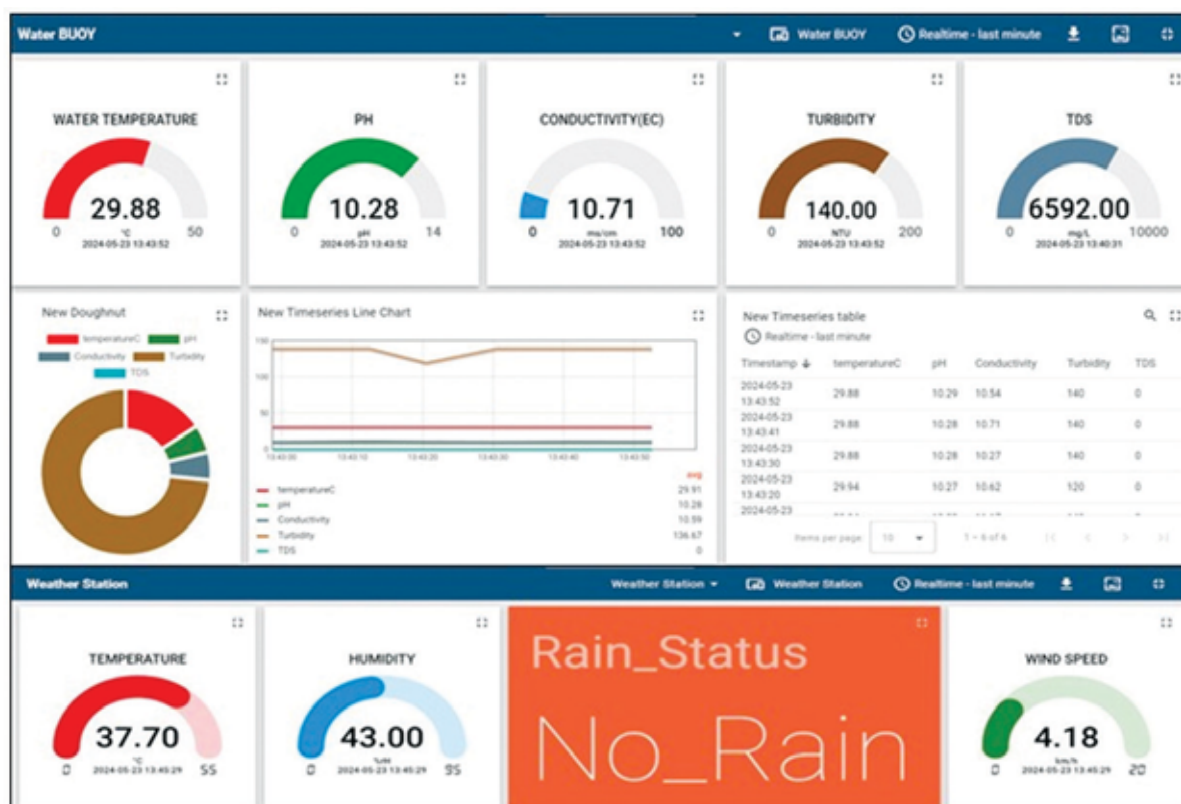 Water BUOY
Water BUOY
Realtime - last minute
WATER TEMPERATURE
29.88
°C
0
50
2024-05-23 13:43:52
PH
10.28
pH
0
14
2024-05-23 13:43:52
CONDUCTIVITY(EC)
10.71
ms/cm
0
100
2024-05-23 13:43:52
TURBIDITY
140.00
NTU
0
200
2024-05-23 13:43:52
TDS
6592.00
mg/L
0
10000
2024-05-23 13:40:31
New Doughnut
temperatureC
pH
Conductivity
Turbidity
TDS
New Timeseries Line Chart
150
100
50
0
13:43:00 13:43:10 13:43:20 13:43:30 13:43:40 13:43:50
avg
temperatureC 29.91
pH 10.28
Conductivity 10.59
Turbidity 136.67
TDS 0
New Timeseries table
Realtime - last minute
Timestamp temperatureC pH Conductivity Turbidity TDS
2024-05-23
13:43:52 29.88 10.29 10.54 140 0
2024-05-23
13:43:41 29.88 10.28 10.71 140 0
2024-05-23
13:43:30 29.88 10.28 10.27 140 0
2024-05-23
13:43:20 29.94 10.27 10.62 120 0
2024-05-23
Items per page: 10 1 – 6 of 6
Weather Station
Weather Station
Weather Station
Realtime - last minute
TEMPERATURE
37.70
°C
0
55
2024-05-23 13:45:29
HUMIDITY
43.00
%RH
0
95
2024-05-23 13:45:29
Rain_Status
No_Rain
WIND SPEED
4.18
km/h
0
20
2024-05-23 13:45:29